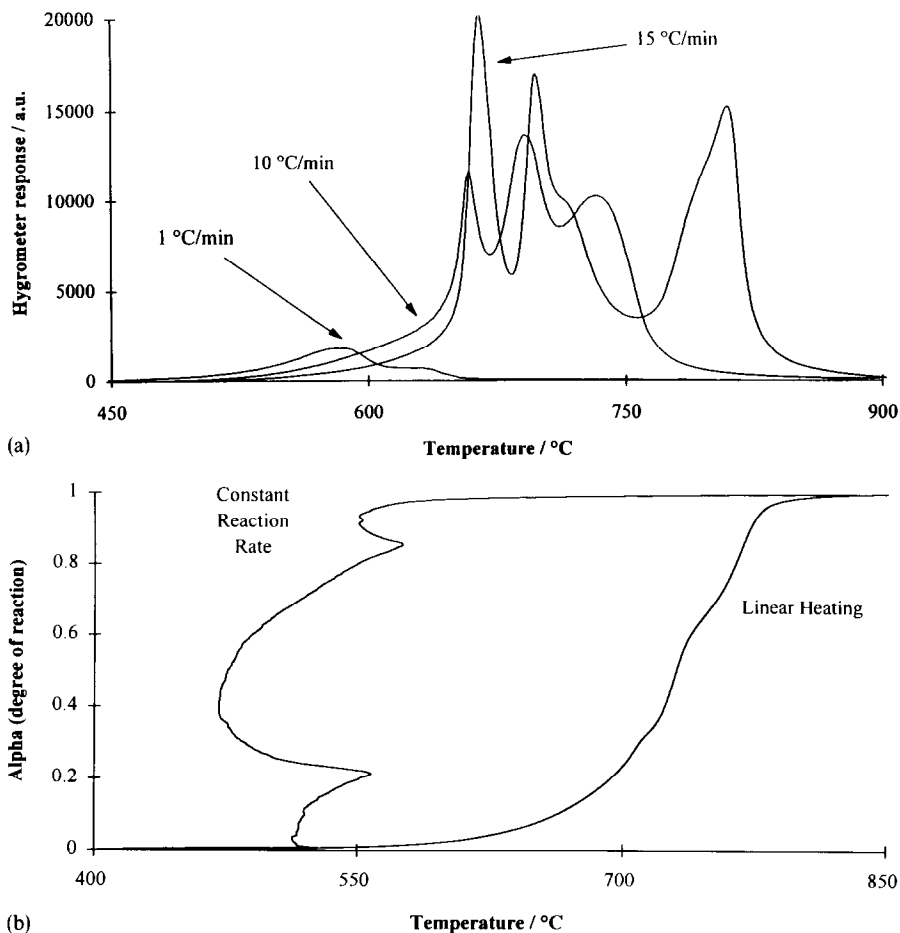 20000
15 °C/min
15000
Hygrometer response / a.u.
10 °C/min
10000
1 °C/min
5000
0
450
600
750
900
(a)
Temperature / °C
1
Constant
Reaction
Rate
0.8
Alpha (degree of reaction)
0.6
Linear Heating
0.4
0.2
0
400
550
700
850
(b)
Temperature / °C